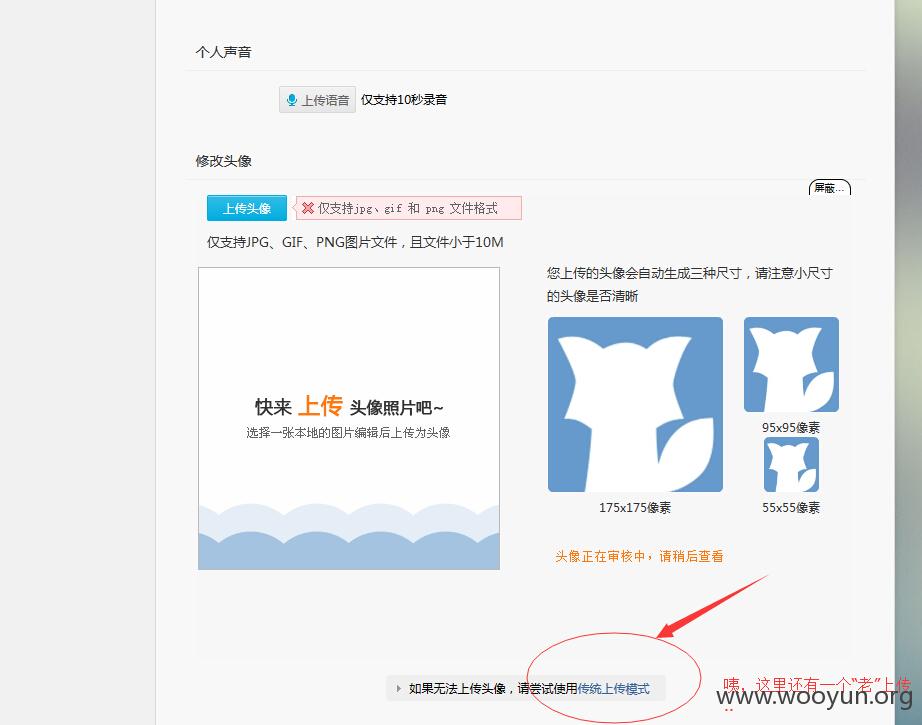 个人声音
上传语音 仅支持10秒录音
修改头像
屏蔽...
上传头像 仅支持jpg、gif 和 png 文件格式
仅支持JPG、GIF、PNG图片文件，且文件小于10M
您上传的头像会自动生成三种尺寸，请注意小尺寸
的头像是否清晰
快来 上传 头像照片吧~
选择一张本地的图片编辑后上传为头像
95x95像素
175x175像素
55x55像素
头像正在审核中，请稍后查看
如果无法上传头像，请尝试使用传统上传模式
咦，这里还有一个“老”上传
..
www.wooyun.org